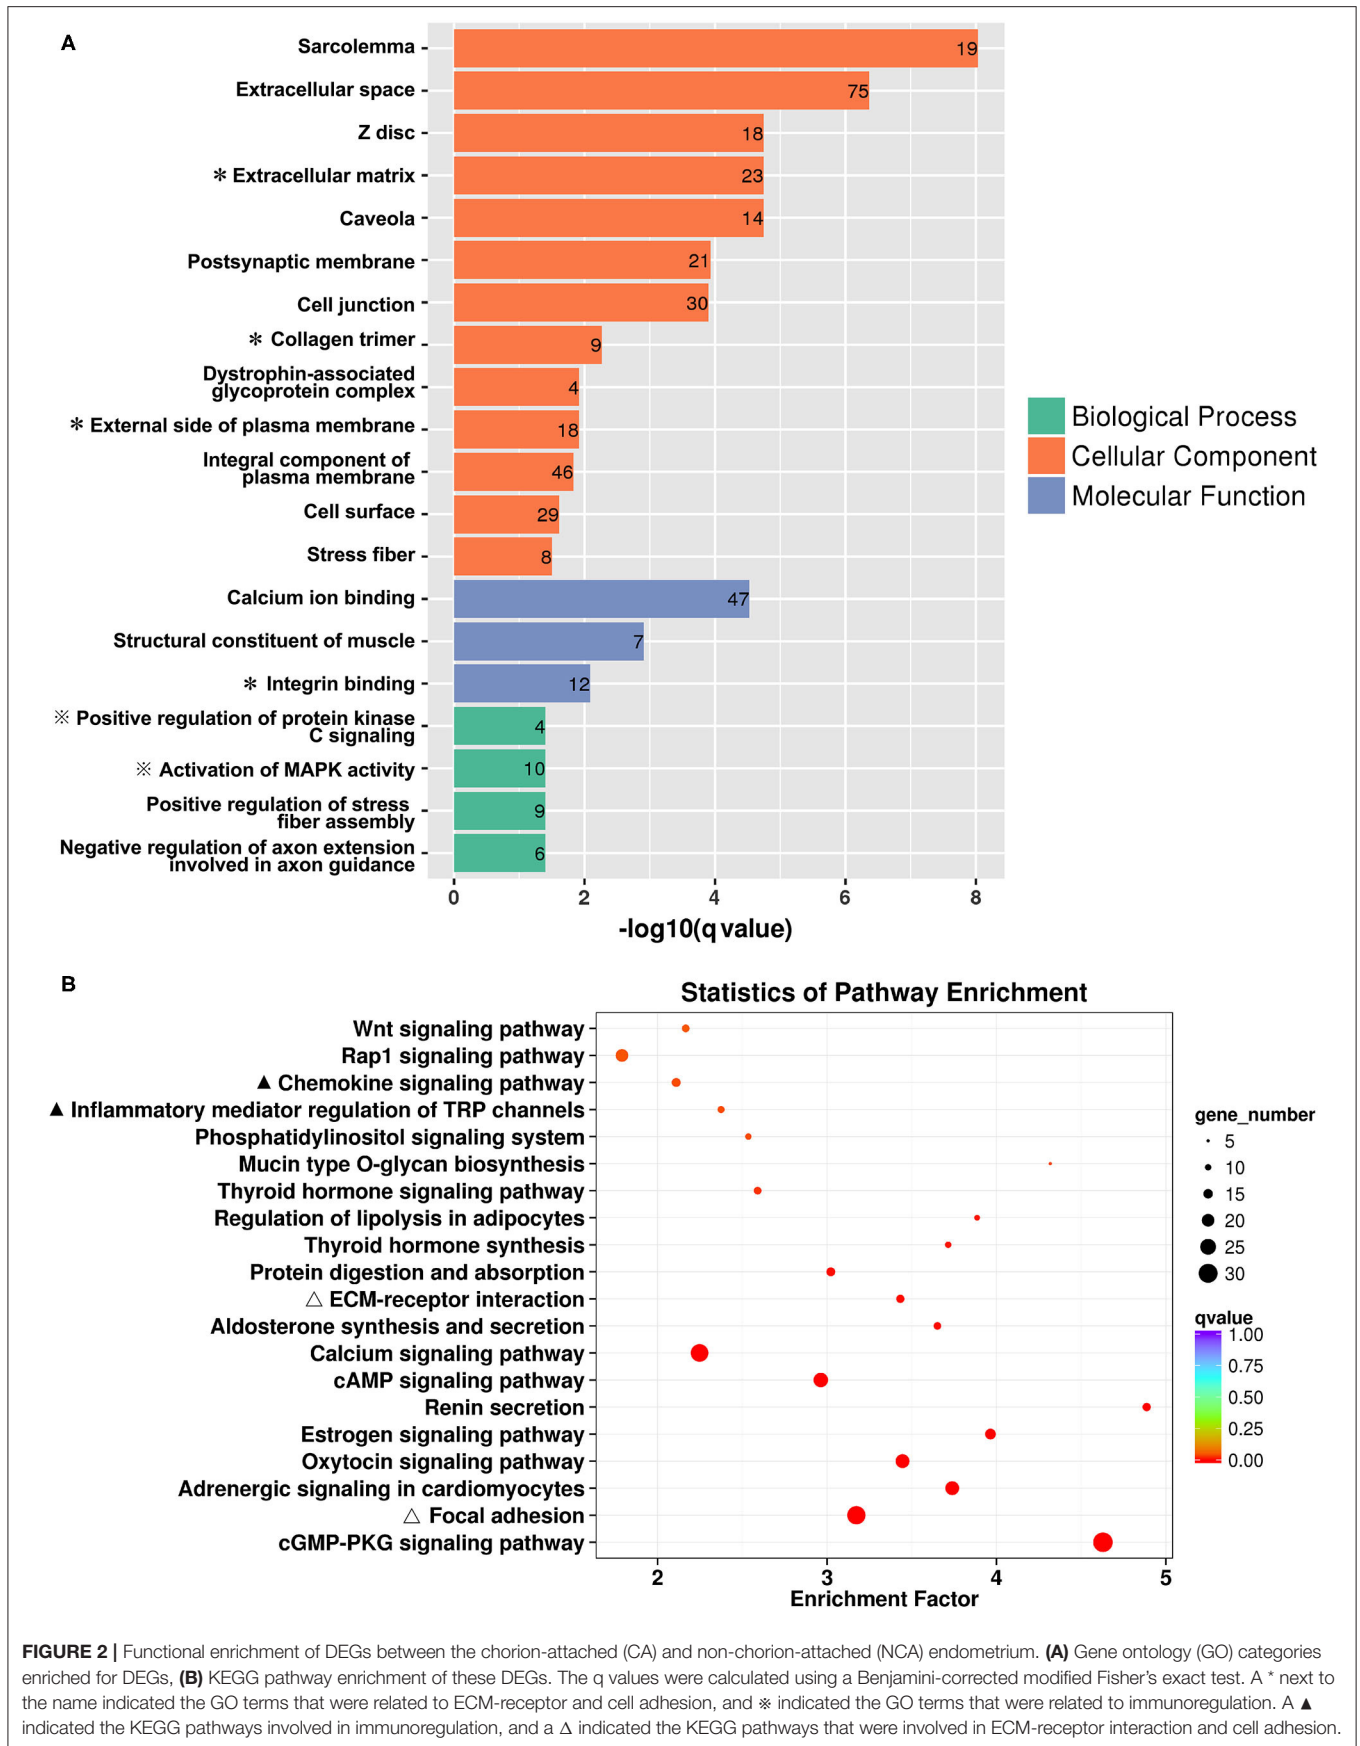 A
Sarcolemma
19
Extracellular space
75
Z disc
18
* Extracellular matrix
23
Caveola
14
Postsynaptic membrane
21
Cell junction
30
* Collagen trimer
9
Dystrophin-associated
glycoprotein complex
4
* External side of plasma membrane
18
Integral component of
plasma membrane
46
Cell surface
29
Stress fiber
8
Calcium ion binding
47
Structural constituent of muscle
7
* Integrin binding
12
※ Positive regulation of protein kinase
C signaling
4
※ Activation of MAPK activity
10
Positive regulation of stress
fiber assembly
9
Negative regulation of axon extension
involved in axon guidance
6
0 2 4 6 8
-log10(q value)
Biological Process
Cellular Component
Molecular Function
B
Statistics of Pathway Enrichment
Wnt signaling pathway
Rap1 signaling pathway
▲ Chemokine signaling pathway
▲ Inflammatory mediator regulation of TRP channels
Phosphatidylinositol signaling system
Mucin type O-glycan biosynthesis
Thyroid hormone signaling pathway
Regulation of lipolysis in adipocytes
Thyroid hormone synthesis
Protein digestion and absorption
△ ECM-receptor interaction
Aldosterone synthesis and secretion
Calcium signaling pathway
cAMP signaling pathway
Renin secretion
Estrogen signaling pathway
Oxytocin signaling pathway
Adrenergic signaling in cardiomyocytes
△ Focal adhesion
cGMP-PKG signaling pathway
2 3 4 5
Enrichment Factor
gene_number
5
10
15
20
25
30
qvalue
1.00
0.75
0.50
0.25
0.00
FIGURE 2 | Functional enrichment of DEGs between the chorion-attached (CA) and non-chorion-attached (NCA) endometrium. (A) Gene ontology (GO) categories
enriched for DEGs, (B) KEGG pathway enrichment of these DEGs. The q values were calculated using a Benjamini-corrected modified Fisher's exact test. A * next to
the name indicated the GO terms that were related to ECM-receptor and cell adhesion, and ※ indicated the GO terms that were related to immunoregulation. A ▲
indicated the KEGG pathways involved in immunoregulation, and a Δ indicated the KEGG pathways that were involved in ECM-receptor interaction and cell adhesion.